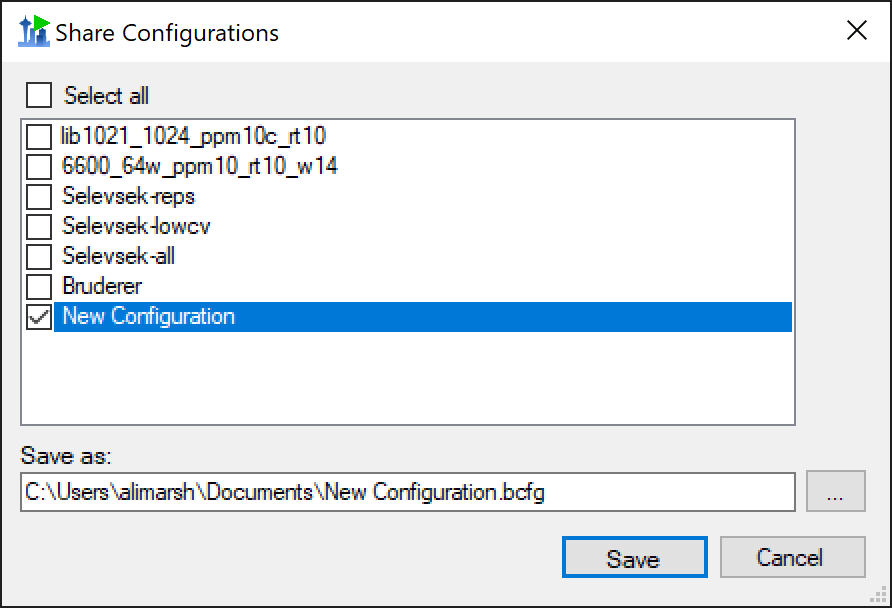 Share Configurations
Select all
lib1021_1024_ppm10c_rt10
6600_64w_ppm10_rt10_w14
Selevsek-reps
Selevsek-lowcv
Selevsek-all
Bruderer
New Configuration
Save as:
C:\Users\alimarsh\Documents\New Configuration.bcfg
...
Save
Cancel